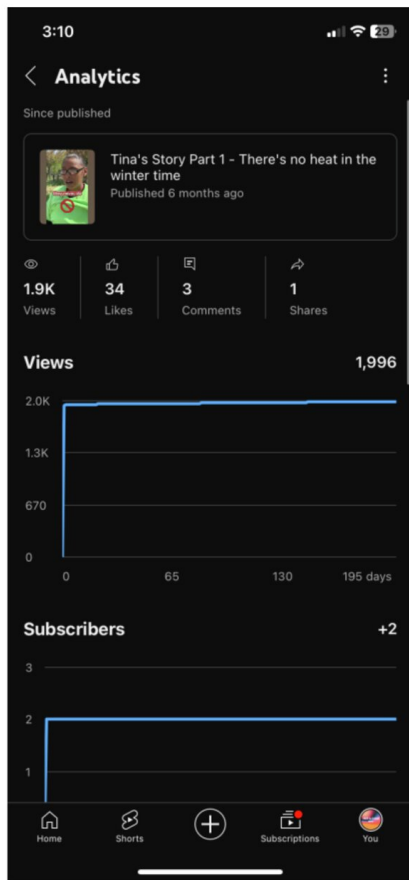 3:10
29
Analytics
Since published
Tina's Story Part 1 - There's no heat in the
winter time
Published 6 months ago
1.9K
34
3
1
Views
Likes
Comments
Shares
Views
1,996
2.0K
1.3K
670
0
0
65
130
195 days
Subscribers
+2
3
2
1
Home
Shorts
Subscriptions
You